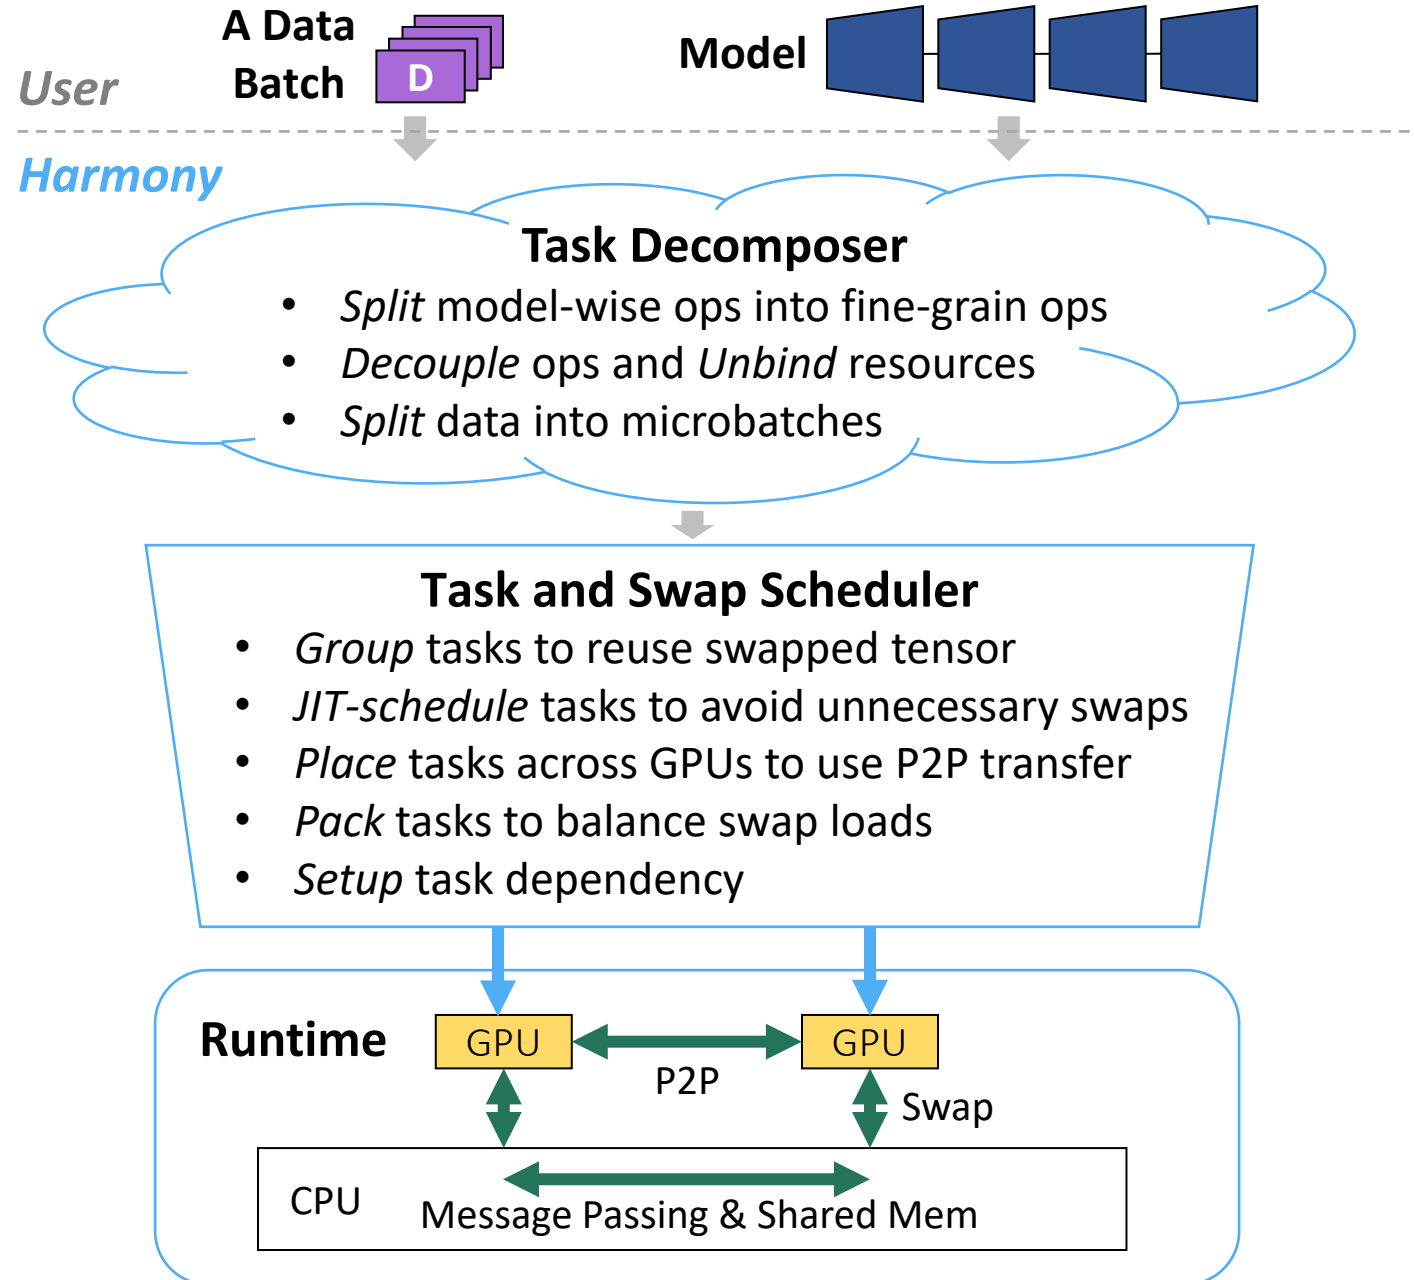 A Data
Batch
D
Model
User
Harmony
Task Decomposer
• Split model-wise ops into fine-grain ops
• Decouple ops and Unbind resources
• Split data into microbatches
Task and Swap Scheduler
• Group tasks to reuse swapped tensor
• JIT-schedule tasks to avoid unnecessary swaps
• Place tasks across GPUs to use P2P transfer
• Pack tasks to balance swap loads
• Setup task dependency
Runtime
GPU
GPU
P2P
Swap
CPU
Message Passing & Shared Mem